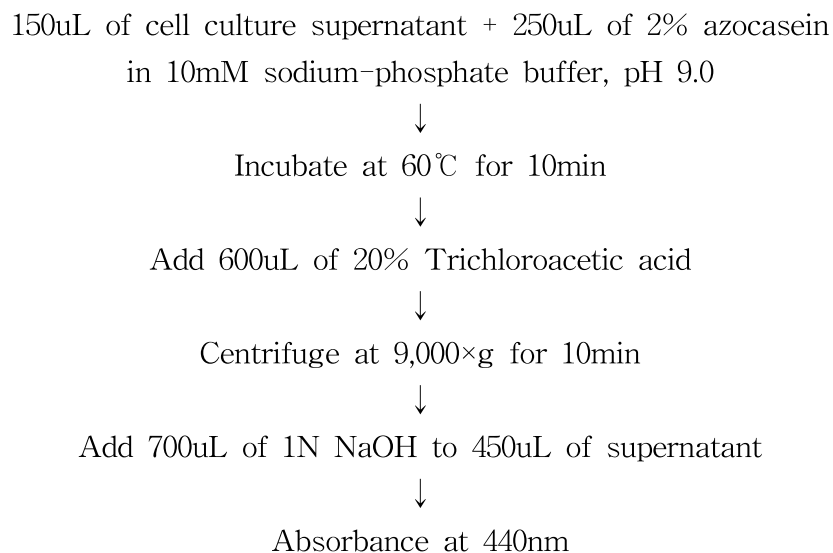 150uL of cell culture supernatant + 250uL of 2% azocasein
in 10mM sodium-phosphate buffer, pH 9.0
↓
Incubate at 60℃ for 10min
↓
Add 600uL of 20% Trichloroacetic acid
↓
Centrifuge at 9,000×g for 10min
↓
Add 700uL of 1N NaOH to 450uL of supernatant
↓
Absorbance at 440nm